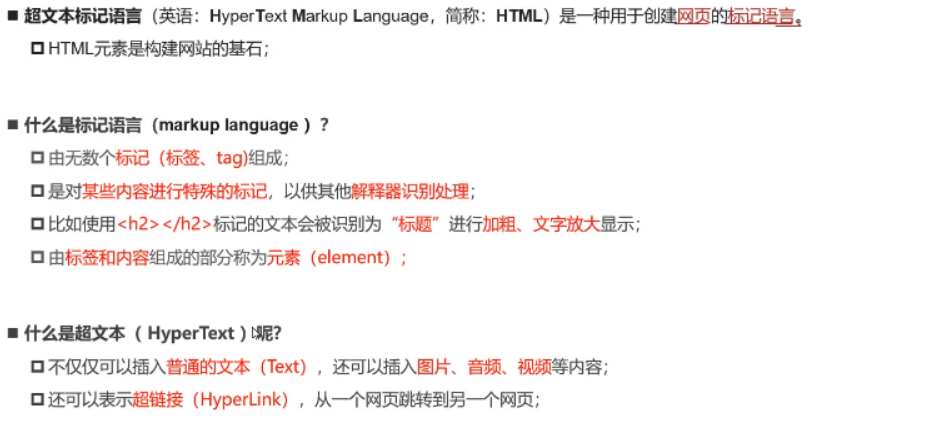 ■ 超文本标记语言（英语：HyperText Markup Language，简称：HTML）是一种用于创建网页的标记语言。
□ HTML元素是构建网站的基石；
■ 什么是标记语言（markup language ）？
□ 由无数个标记（标签、tag)组成；
□ 是对某些内容进行特殊的标记，以供其他解释器识别处理；
□ 比如使用<h2></h2>标记的文本会被识别为“标题”进行加粗、文字放大显示；
□ 由标签和内容组成的部分称为元素（element）；
■ 什么是超文本（ HyperText ）呢?
□ 不仅仅可以插入普通的文本（Text），还可以插入图片、音频、视频等内容；
□ 还可以表示超链接（HyperLink），从一个网页跳转到另一个网页；